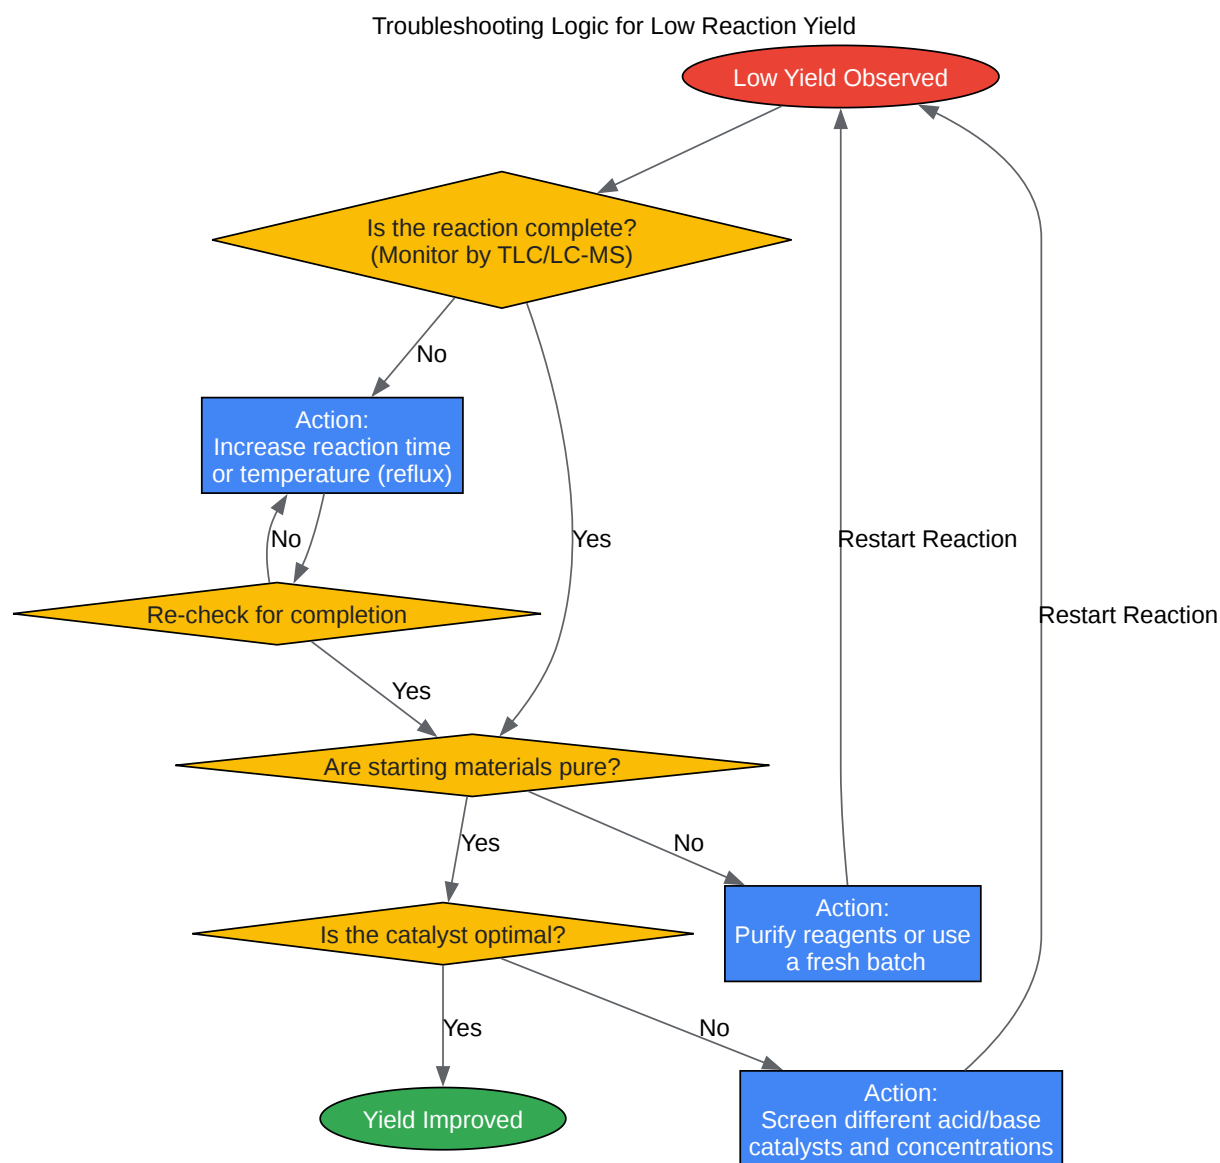 Troubleshooting Logic for Low Reaction Yield
Low Yield Observed
Is the reaction complete?
(Monitor by TLC/LC-MS)
No
Action:
Increase reaction time
or temperature (reflux)
No
Yes
Restart Reaction
Re-check for completion
Restart Reaction
Yes
Are starting materials pure?
Yes
No
Action:
Purify reagents or use
a fresh batch
Is the catalyst optimal?
Yes
No
Yield Improved
Action:
Screen different acid/base
catalysts and concentrations